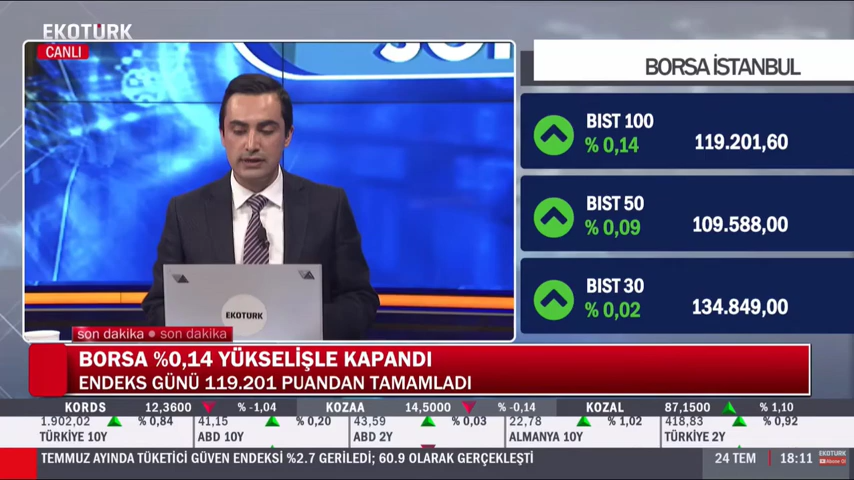 EKOTÜRK
CANLI
BORSA İSTANBUL
BIST 100
% 0,14
119.201,60
BIST 50
% 0,09
109.588,00
BIST 30
% 0,02
134.849,00
EKOTÜRK
son dakika son dakika
BORSA %0,14 YÜKSELİŞLE KAPANDI
ENDEKS GÜNÜ 119.201 PUANDAN TAMAMLADI
KORDS 12,3600 % -1,04 KOZAA 14,5000 % -0,14 KOZAL 87,1500 % 1,10
1.902,02 % 0,84 41,15 % 0,20 43,59 % 0,03 22,78 % 1,02 418,83 % 0,92
TÜRKİYE 10Y ABD 10Y ABD 2Y ALMANYA 10Y TÜRKİYE 2Y
TEMMUZ AYINDA TÜKETİCİ GÜVEN ENDEKSİ %2.7 GERİLEDİ; 60.9 OLARAK GERÇEKLEŞTİ 24 TEM 18:11 EKOTÜRK
Abone Ol